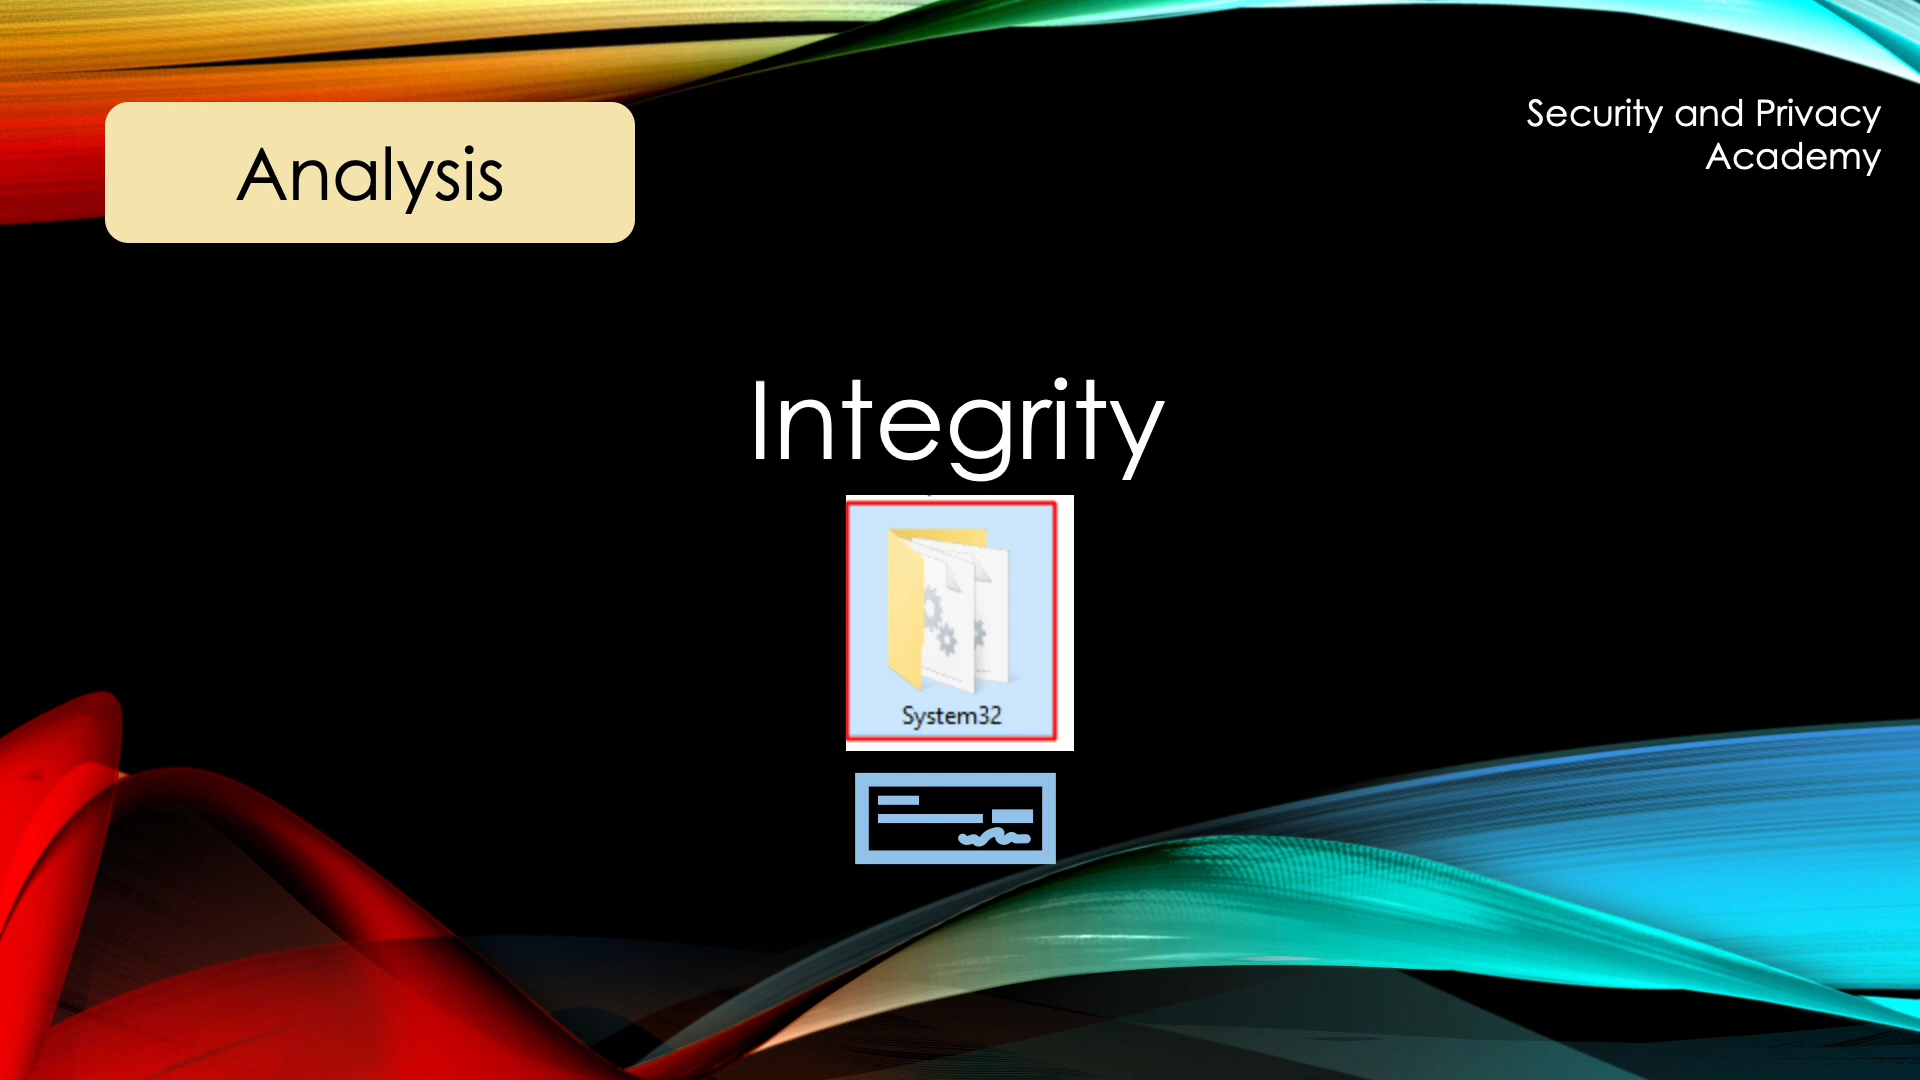 Security and Privacy
Academy
Analysis
Integrity
System32